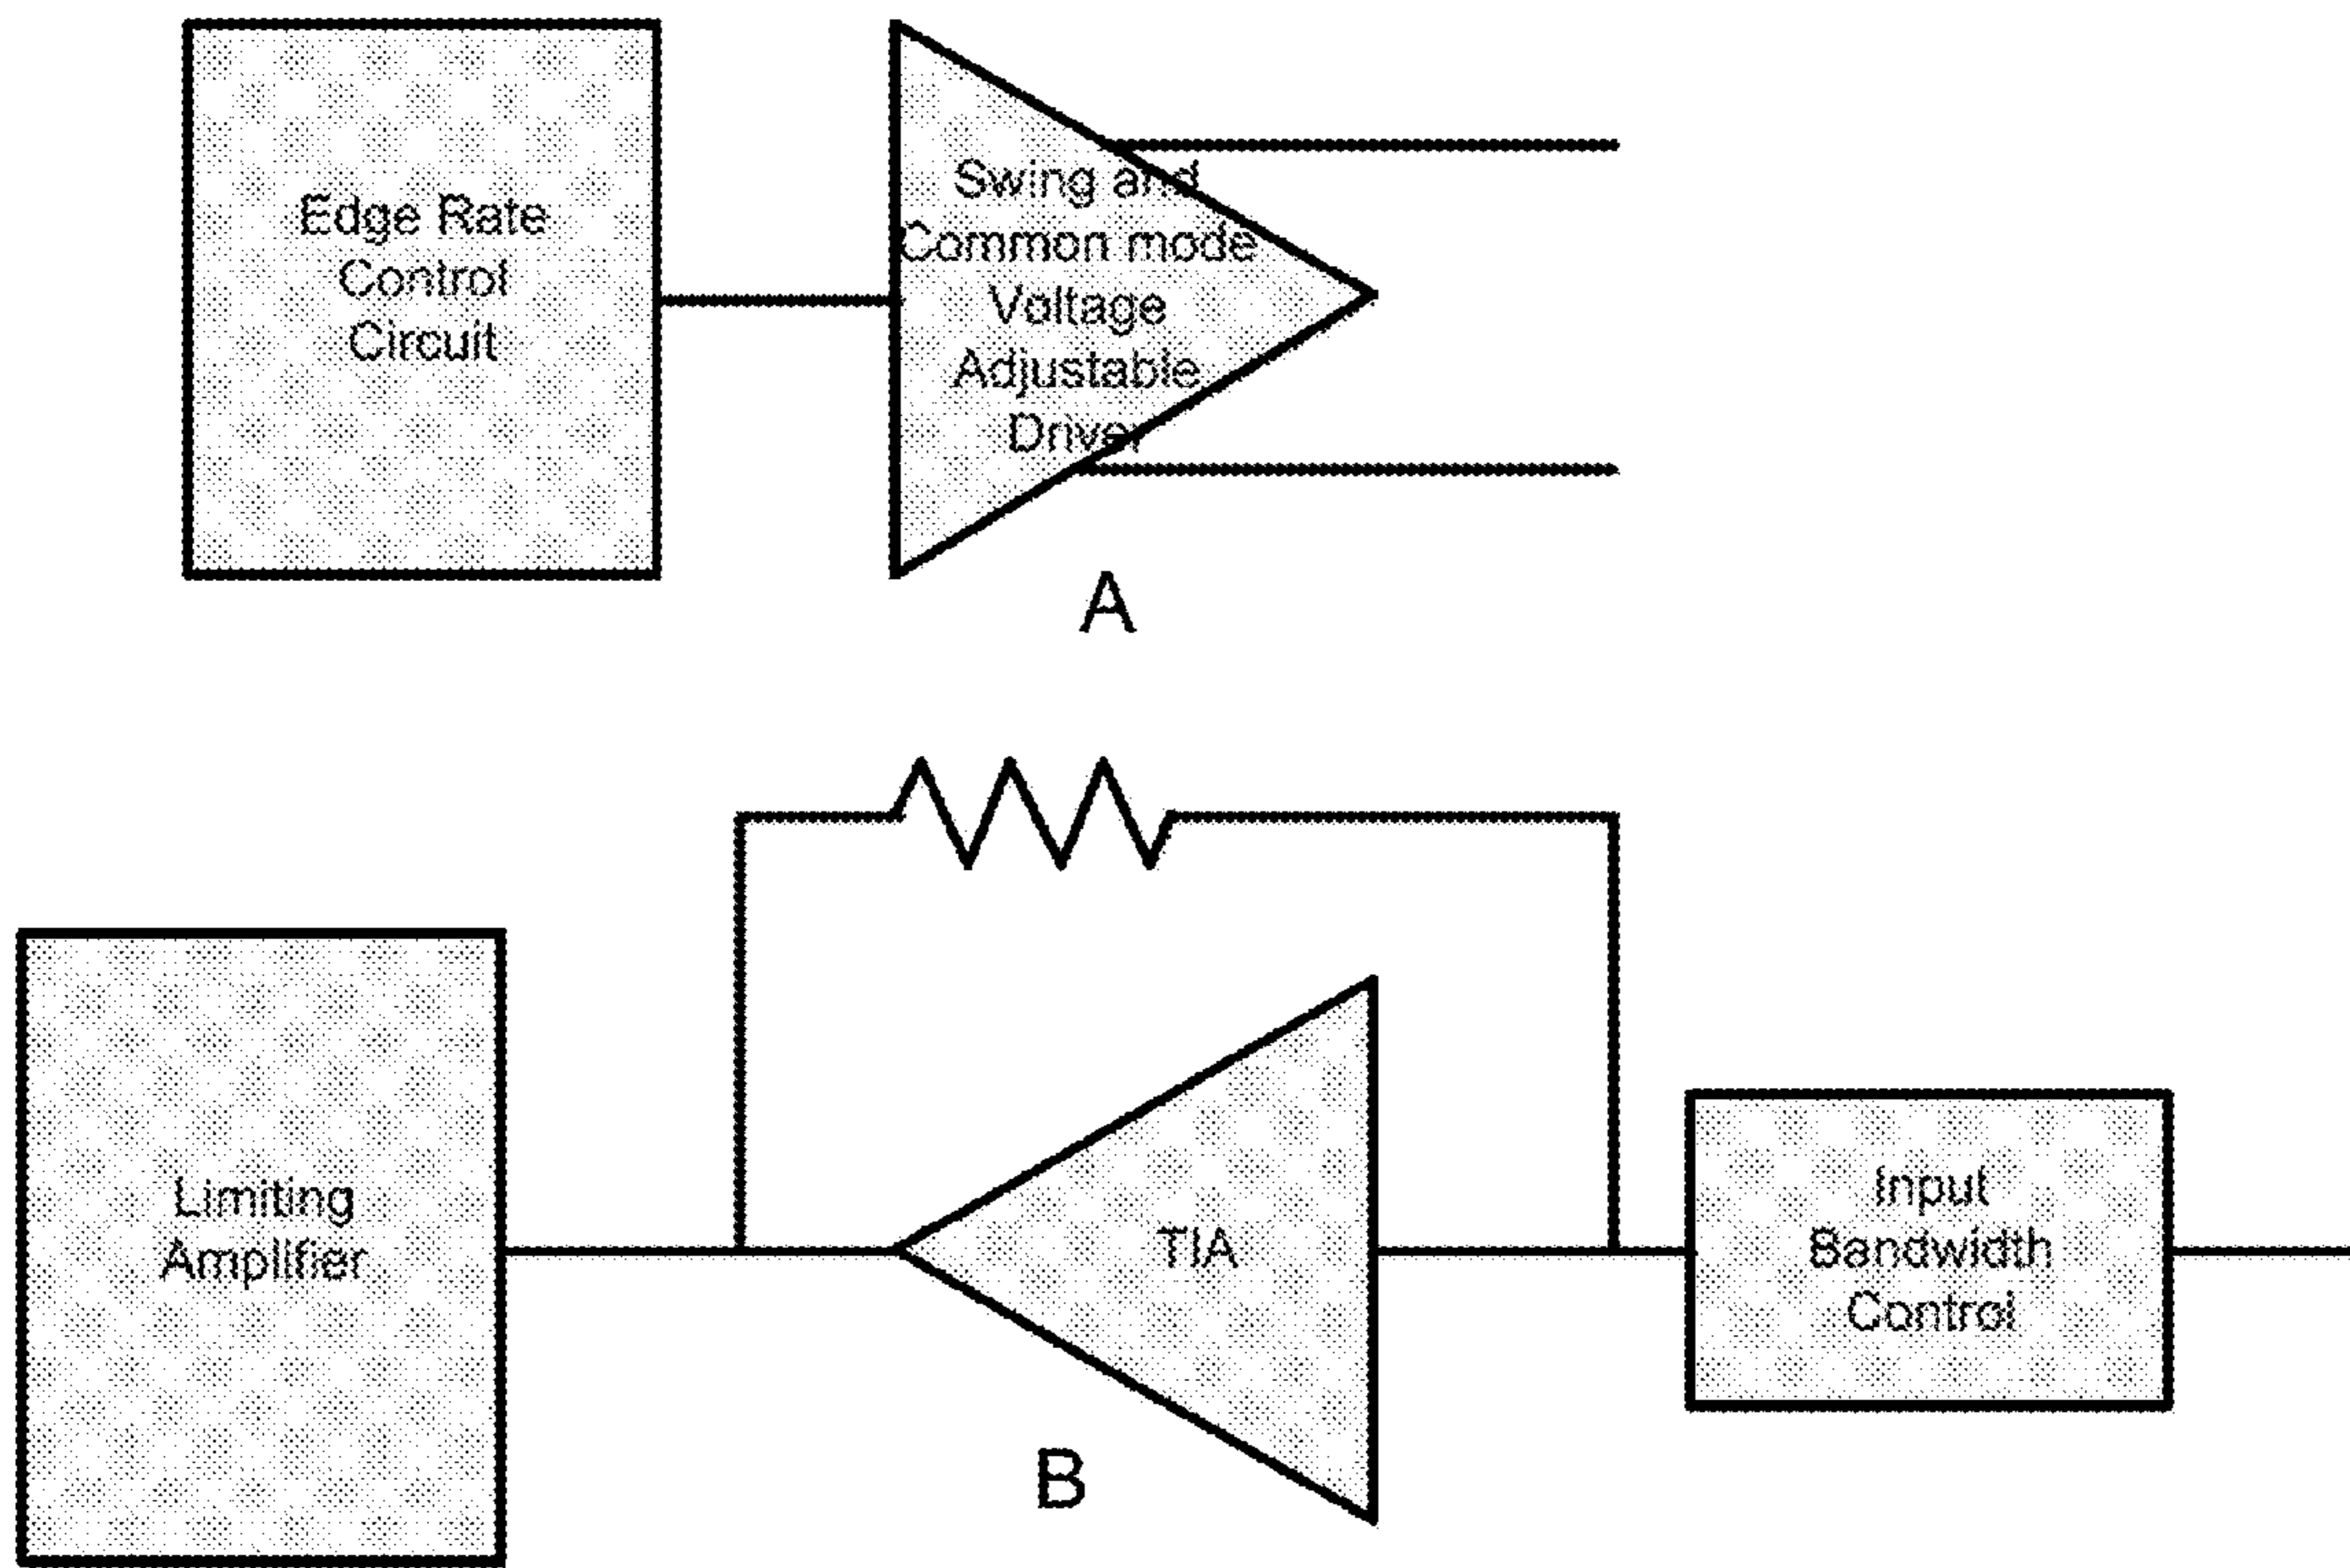 Edge Rate
Control
Circuit
Swing and
Common mode
Voltage
Adjustable
Driver
A
Limiting
Amplifier
TIA
Input
Bandwidth
Control
B